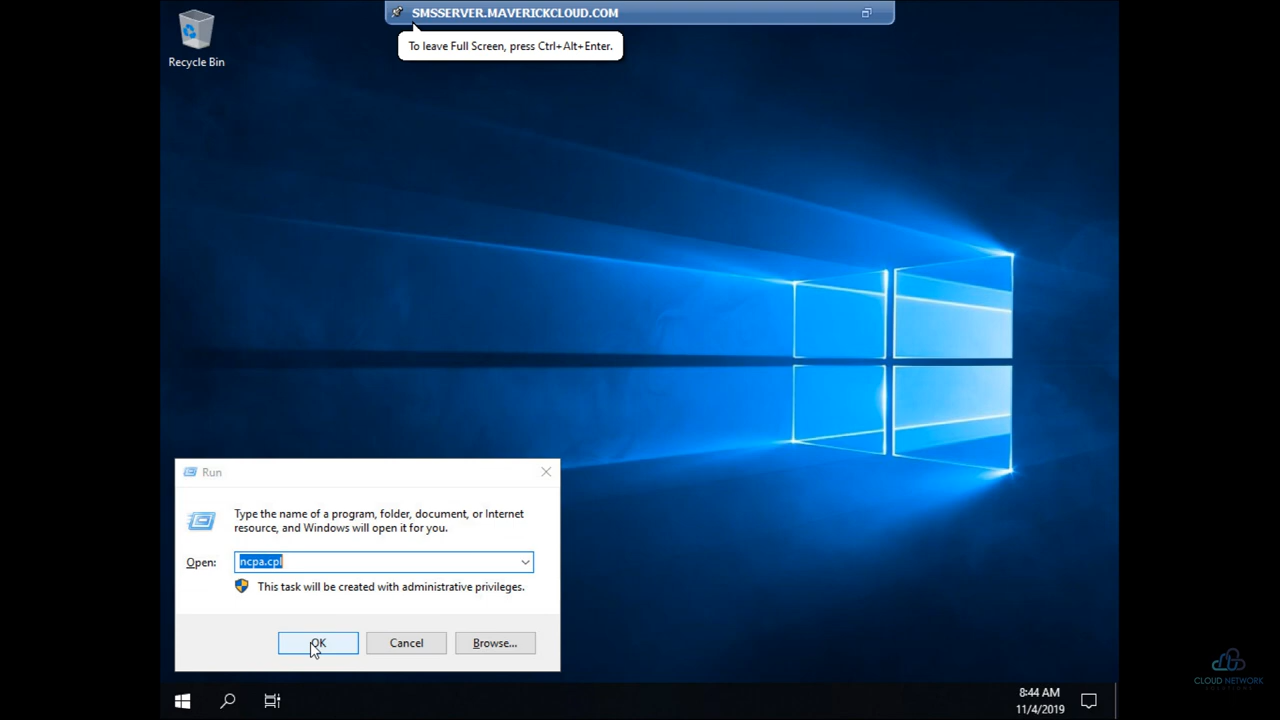 SMSSERVER.MAVERICKCLOUD.COM
To leave Full Screen, press Ctrl+Alt+Enter.
Recycle Bin
Run
Type the name of a program, folder, document, or Internet
resource, and Windows will open it for you.
Open:
ncpa.cpl
This task will be created with administrative privileges.
OK
Cancel
Browse...
8:44 AM
11/4/2019
CLOUD NETWORK
SOLUTIONS